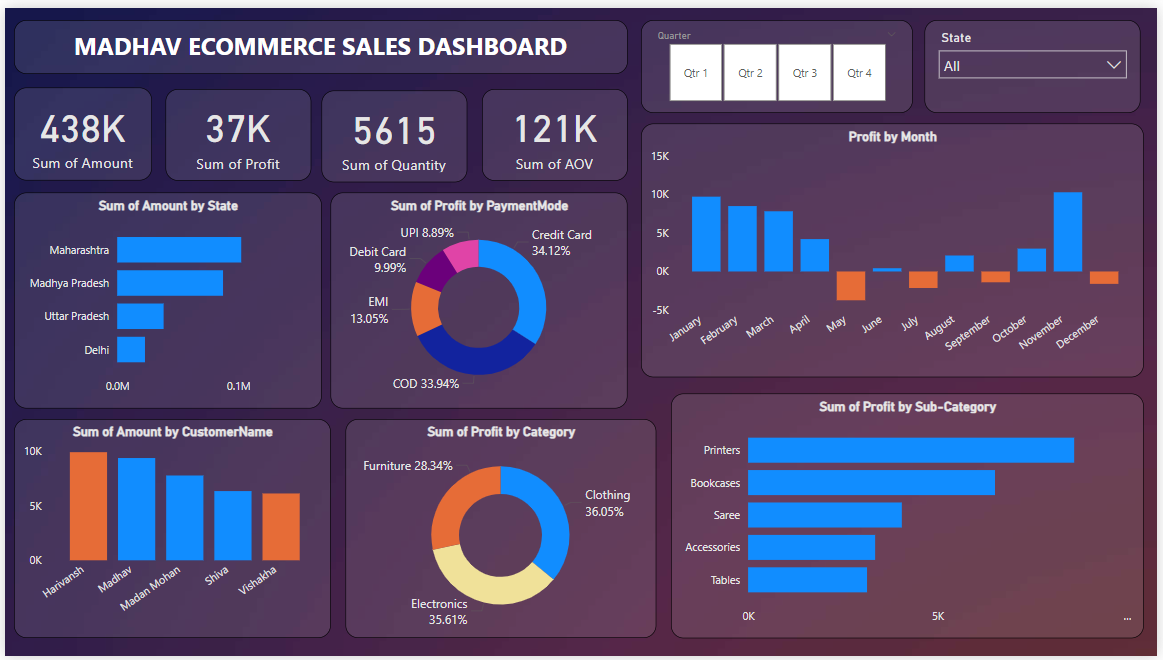 MADHAV ECOMMERCE SALES DASHBOARD
Quarter
Qtr 1
Qtr 2
Qtr 3
Qtr 4
State
All
438K
Sum of Amount
37K
Sum of Profit
5615
Sum of Quantity
121K
Sum of AOV
Profit by Month
15K
10K
5K
0K
-5K
January
February
March
April
May
June
July
August
September
October
November
December
Sum of Amount by State
Maharashtra
Madhya Pradesh
Uttar Pradesh
Delhi
0.0M
0.1M
Sum of Profit by PaymentMode
UPI 8.89%
Credit Card
34.12%
Debit Card
9.99%
EMI
13.05%
COD 33.94%
Sum of Amount by CustomerName
10K
5K
0K
Harivansh
Madhav
Madan Mohan
Shiva
Vishakha
Sum of Profit by Category
Furniture 28.34%
Clothing
36.05%
Electronics
35.61%
Sum of Profit by Sub-Category
Printers
Bookcases
Saree
Accessories
Tables
0K
5K
...